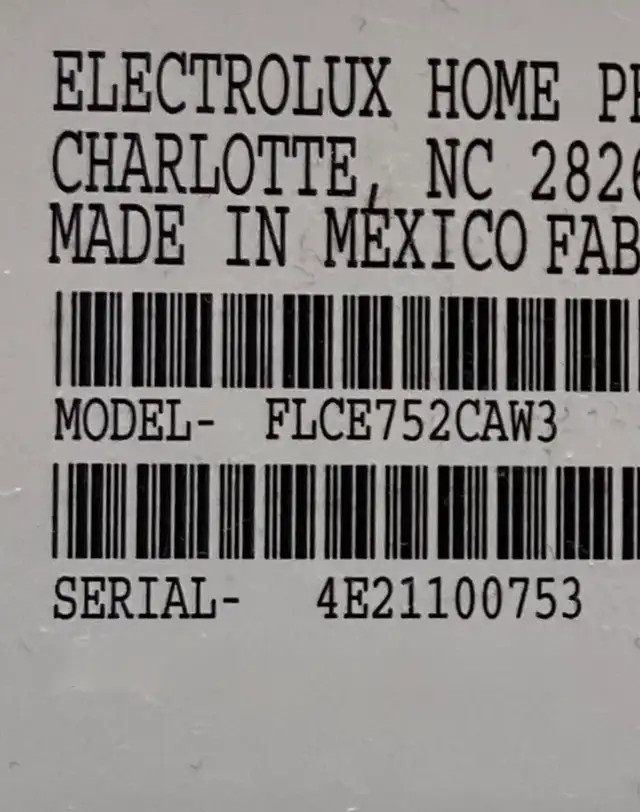 ELECTROLUX HOME
CHARLOTTE, NC
MADE IN MÉXICO
MODEL- FLCE752CAW3
SERIAL- 4E21100753